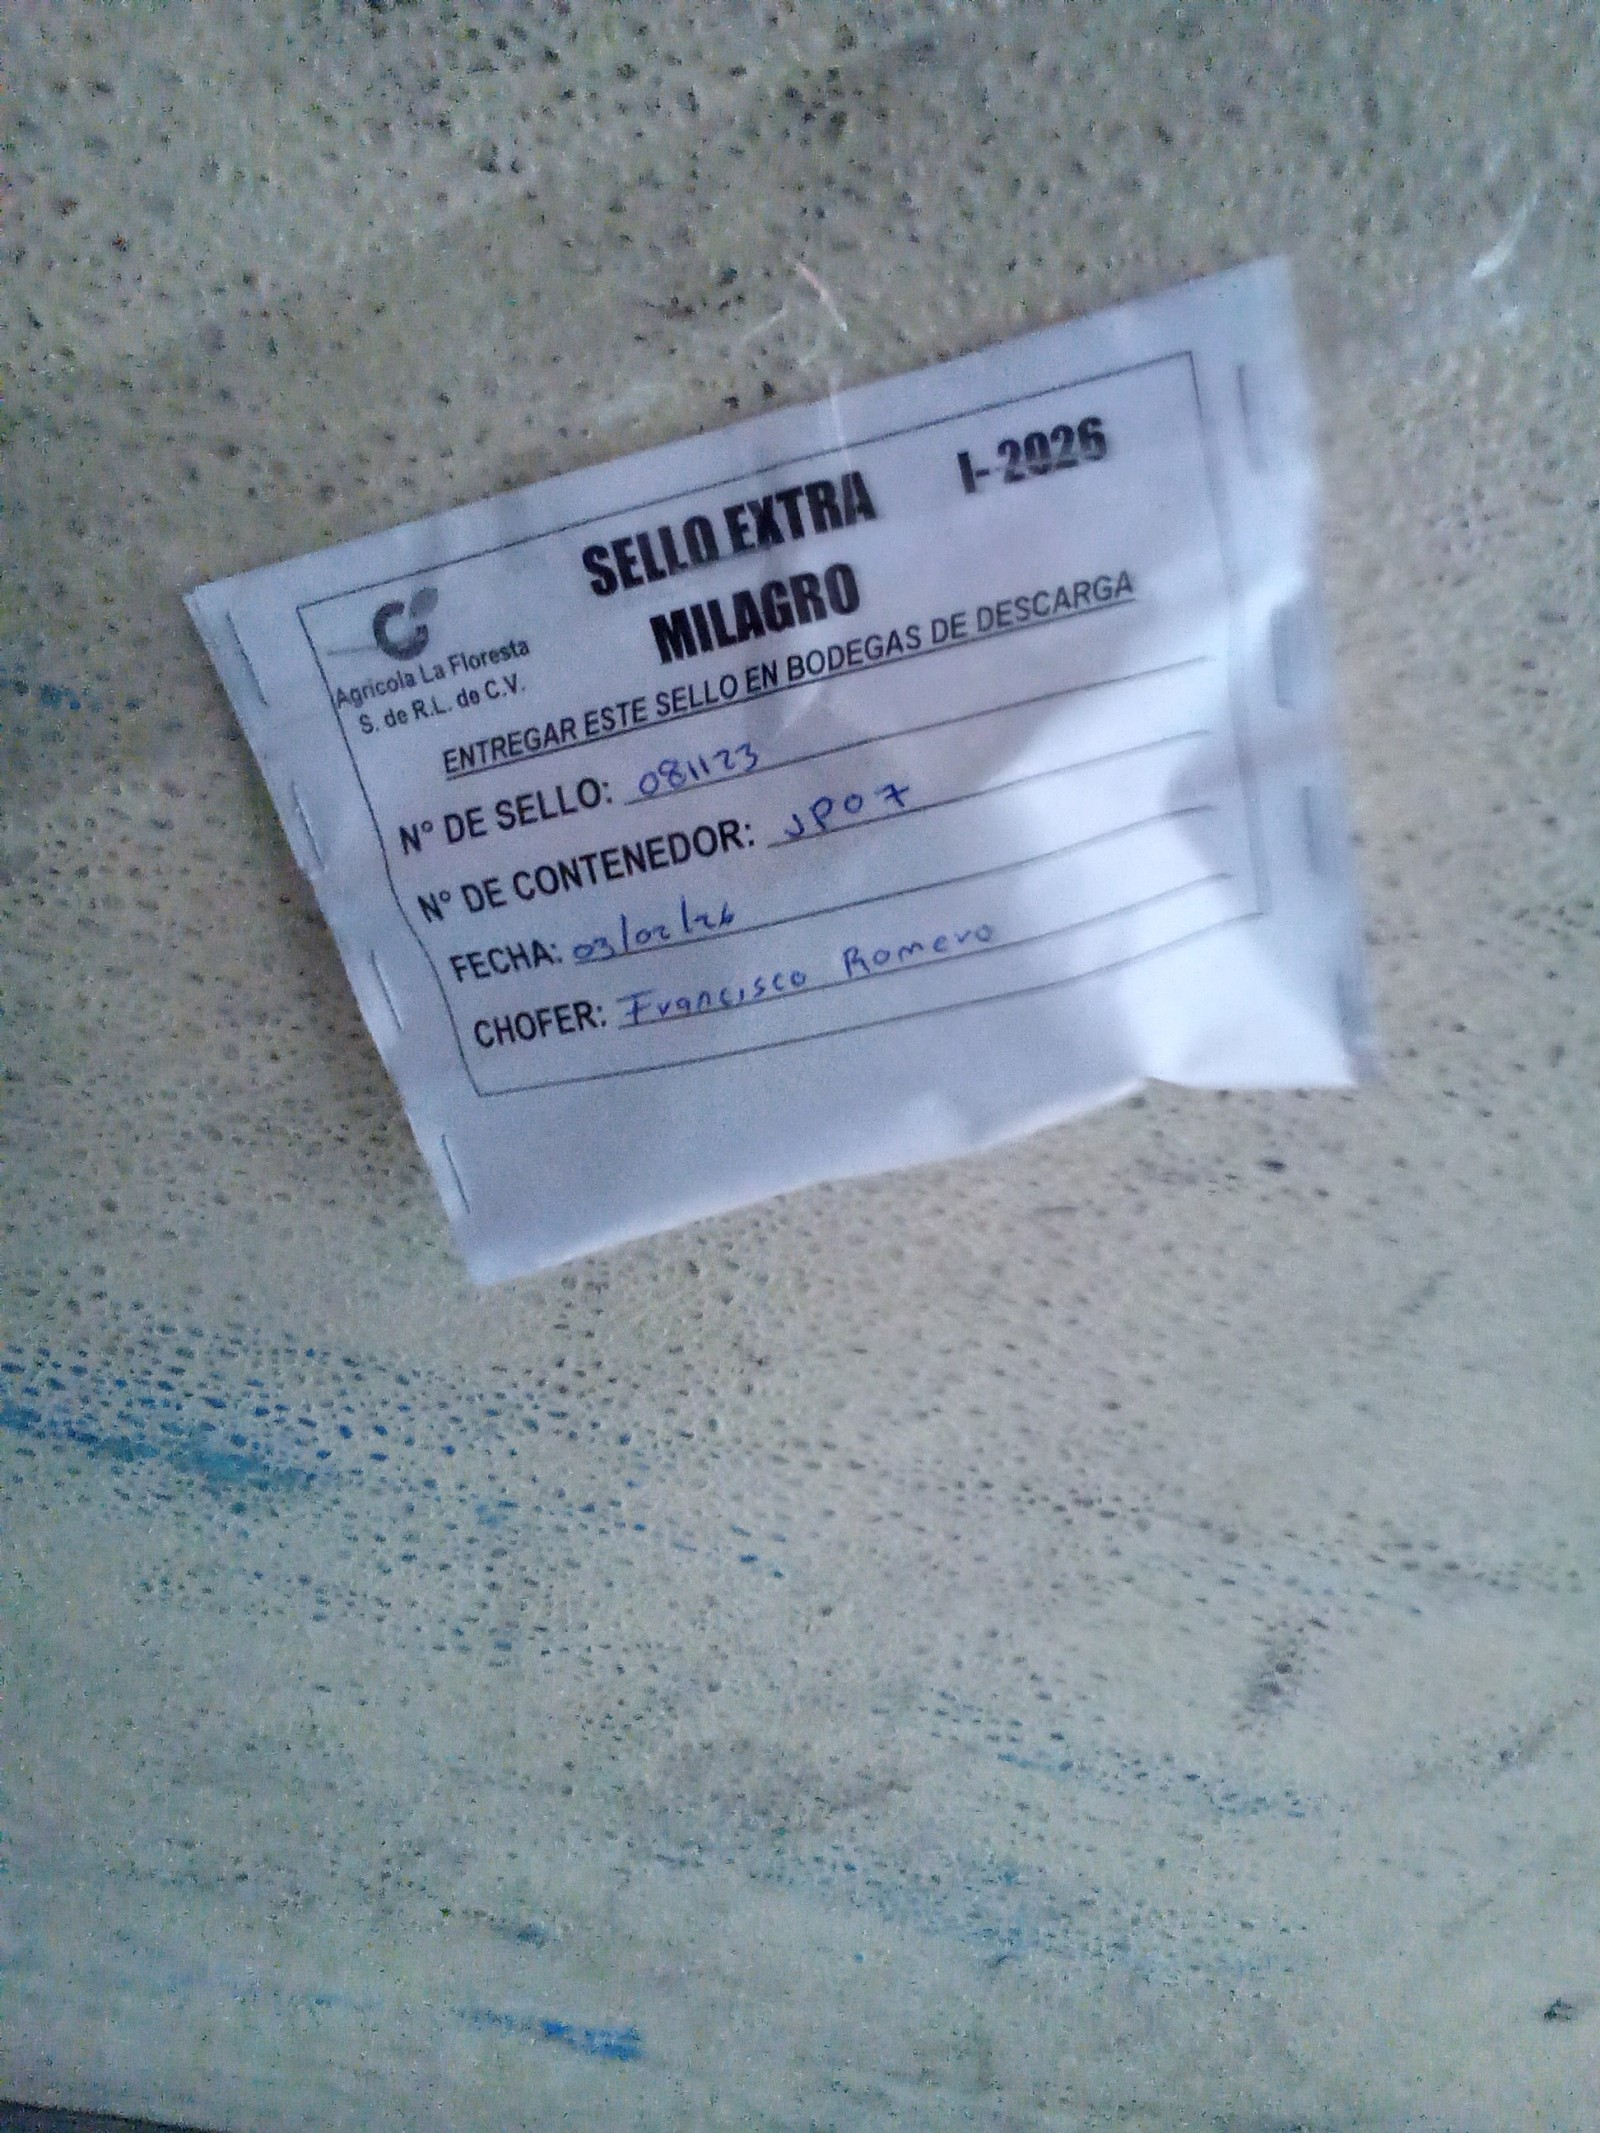 SELLO EXTRA I-2026
MILAGRO
Agricola La Floresta
S. de R.L. de C.V.
ENTREGAR ESTE SELLO EN BODEGAS DE DESCARGA
N° DE SELLO: 081123
N° DE CONTENEDOR: JP07
FECHA: 03/02/26
CHOFER: Francisco Romero